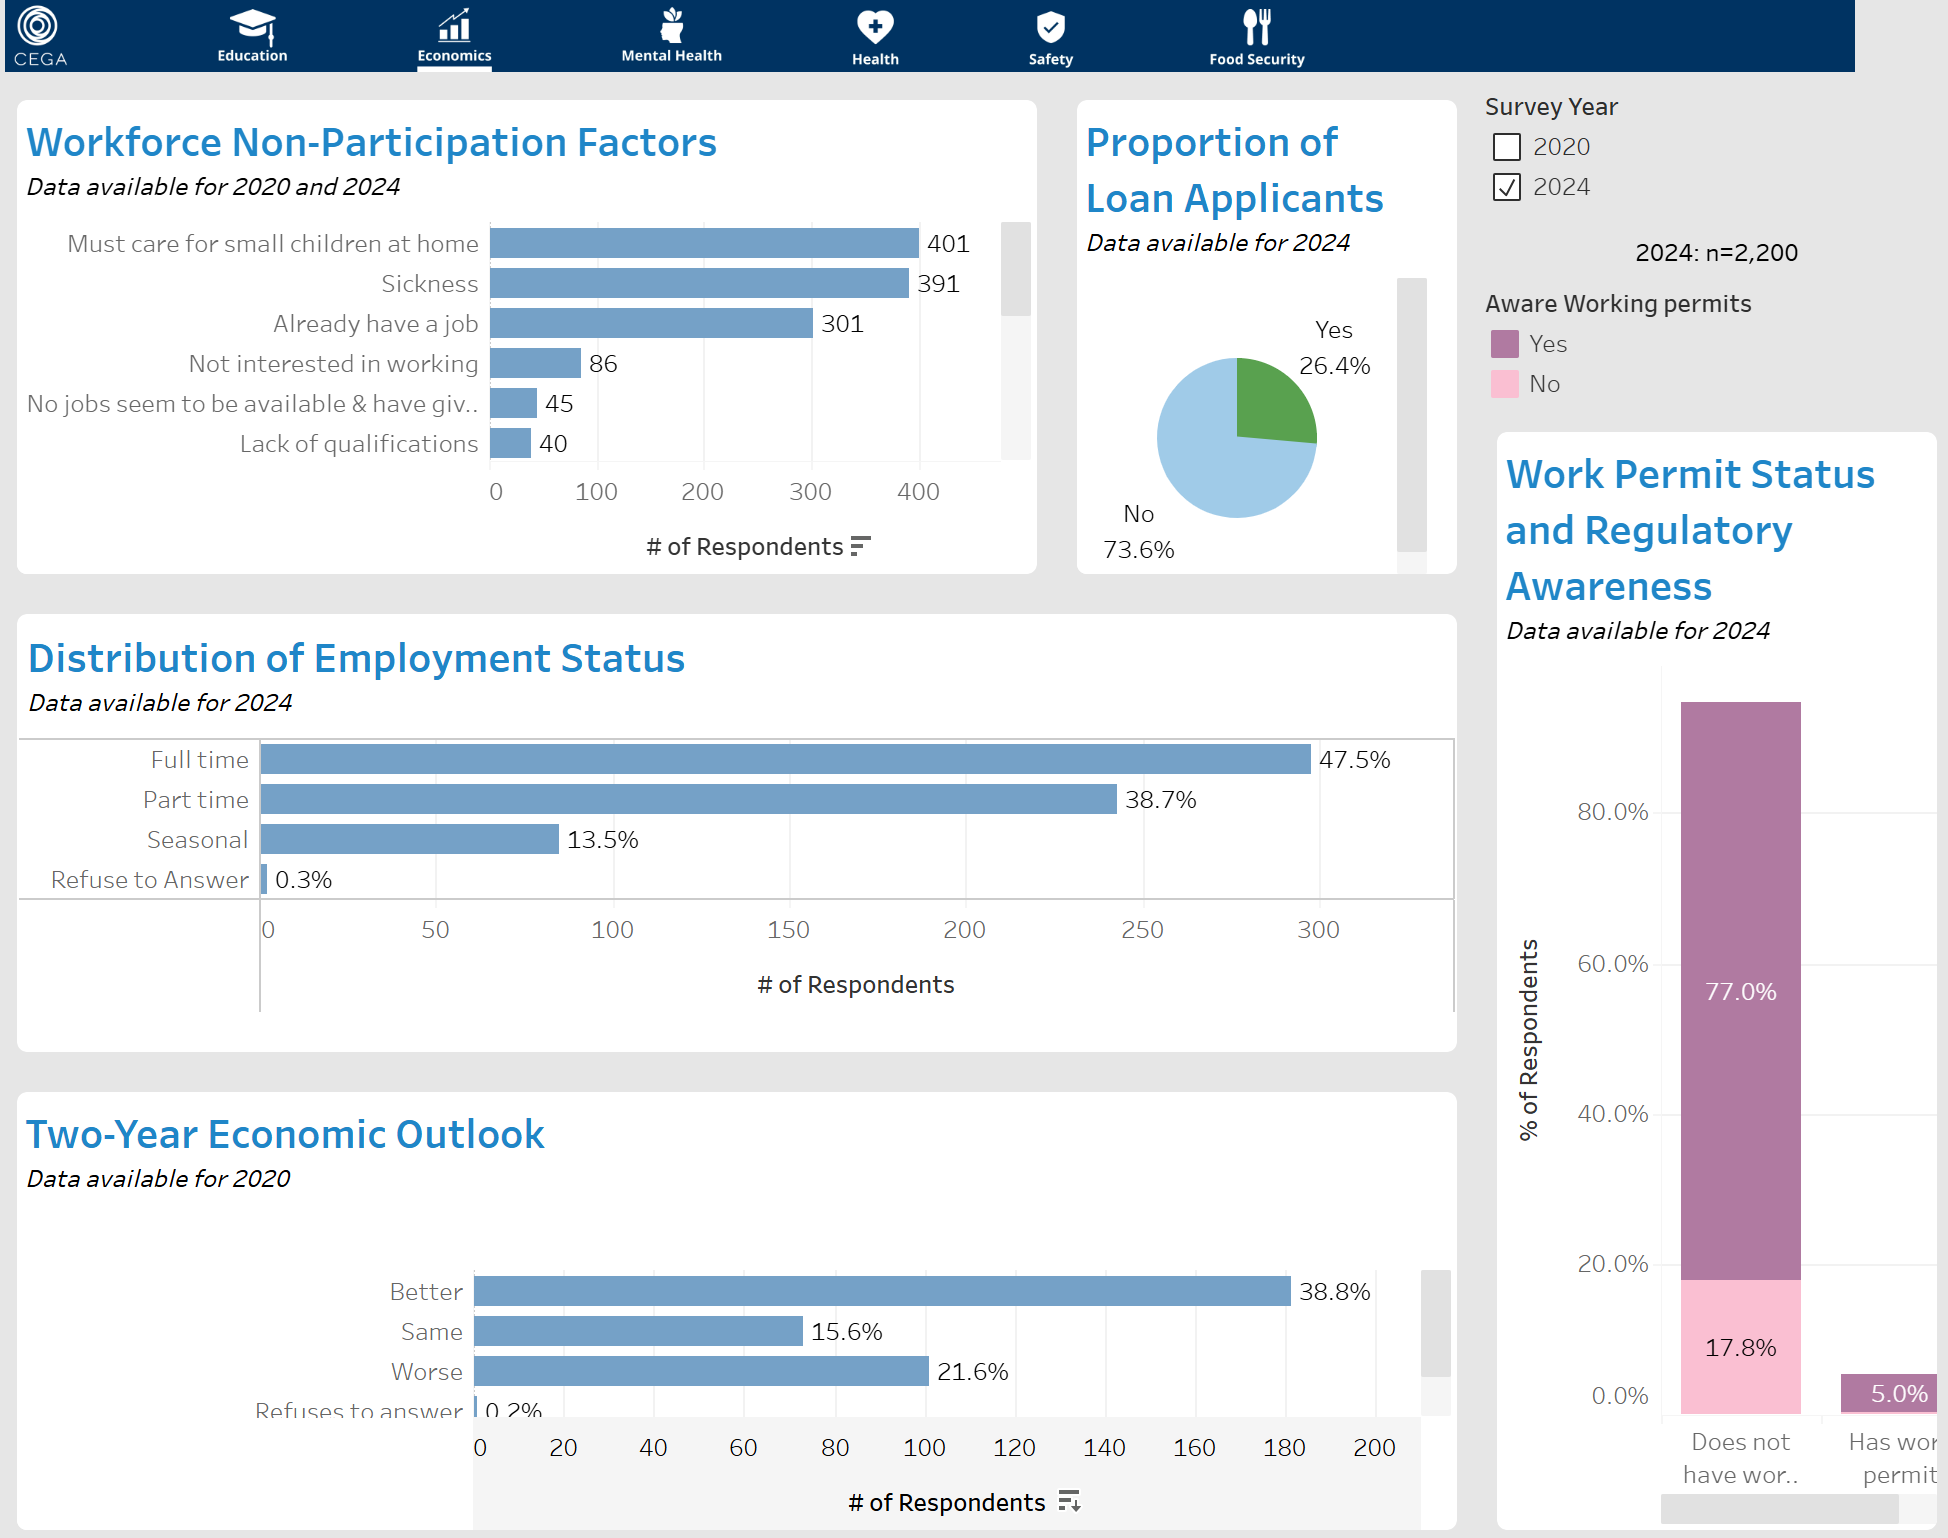 CEGA
Education
Economics
Mental Health
Health
Safety
Food Security
Workforce Non-Participation Factors
Data available for 2020 and 2024
Must care for small children at home 401
Sickness 391
Already have a job 301
Not interested in working 86
No jobs seem to be available & have giv.. 45
Lack of qualifications 40
0 100 200 300 400
# of Respondents
Proportion of
Loan Applicants
Data available for 2024
Yes
26.4%
No
73.6%
Survey Year
2020
2024
2024: n=2,200
Aware Working permits
Yes
No
Distribution of Employment Status
Data available for 2024
Full time 47.5%
Part time 38.7%
Seasonal 13.5%
Refuse to Answer 0.3%
0 50 100 150 200 250 300
# of Respondents
Two-Year Economic Outlook
Data available for 2020
Better 38.8%
Same 15.6%
Worse 21.6%
Refuses to answer 0.2%
0 20 40 60 80 100 120 140 160 180 200
# of Respondents
Work Permit Status
and Regulatory
Awareness
Data available for 2024
% of Respondents
80.0%
60.0%
40.0%
20.0%
0.0%
77.0%
17.8%
5.0%
Does not
have wor..
Has wor
permit